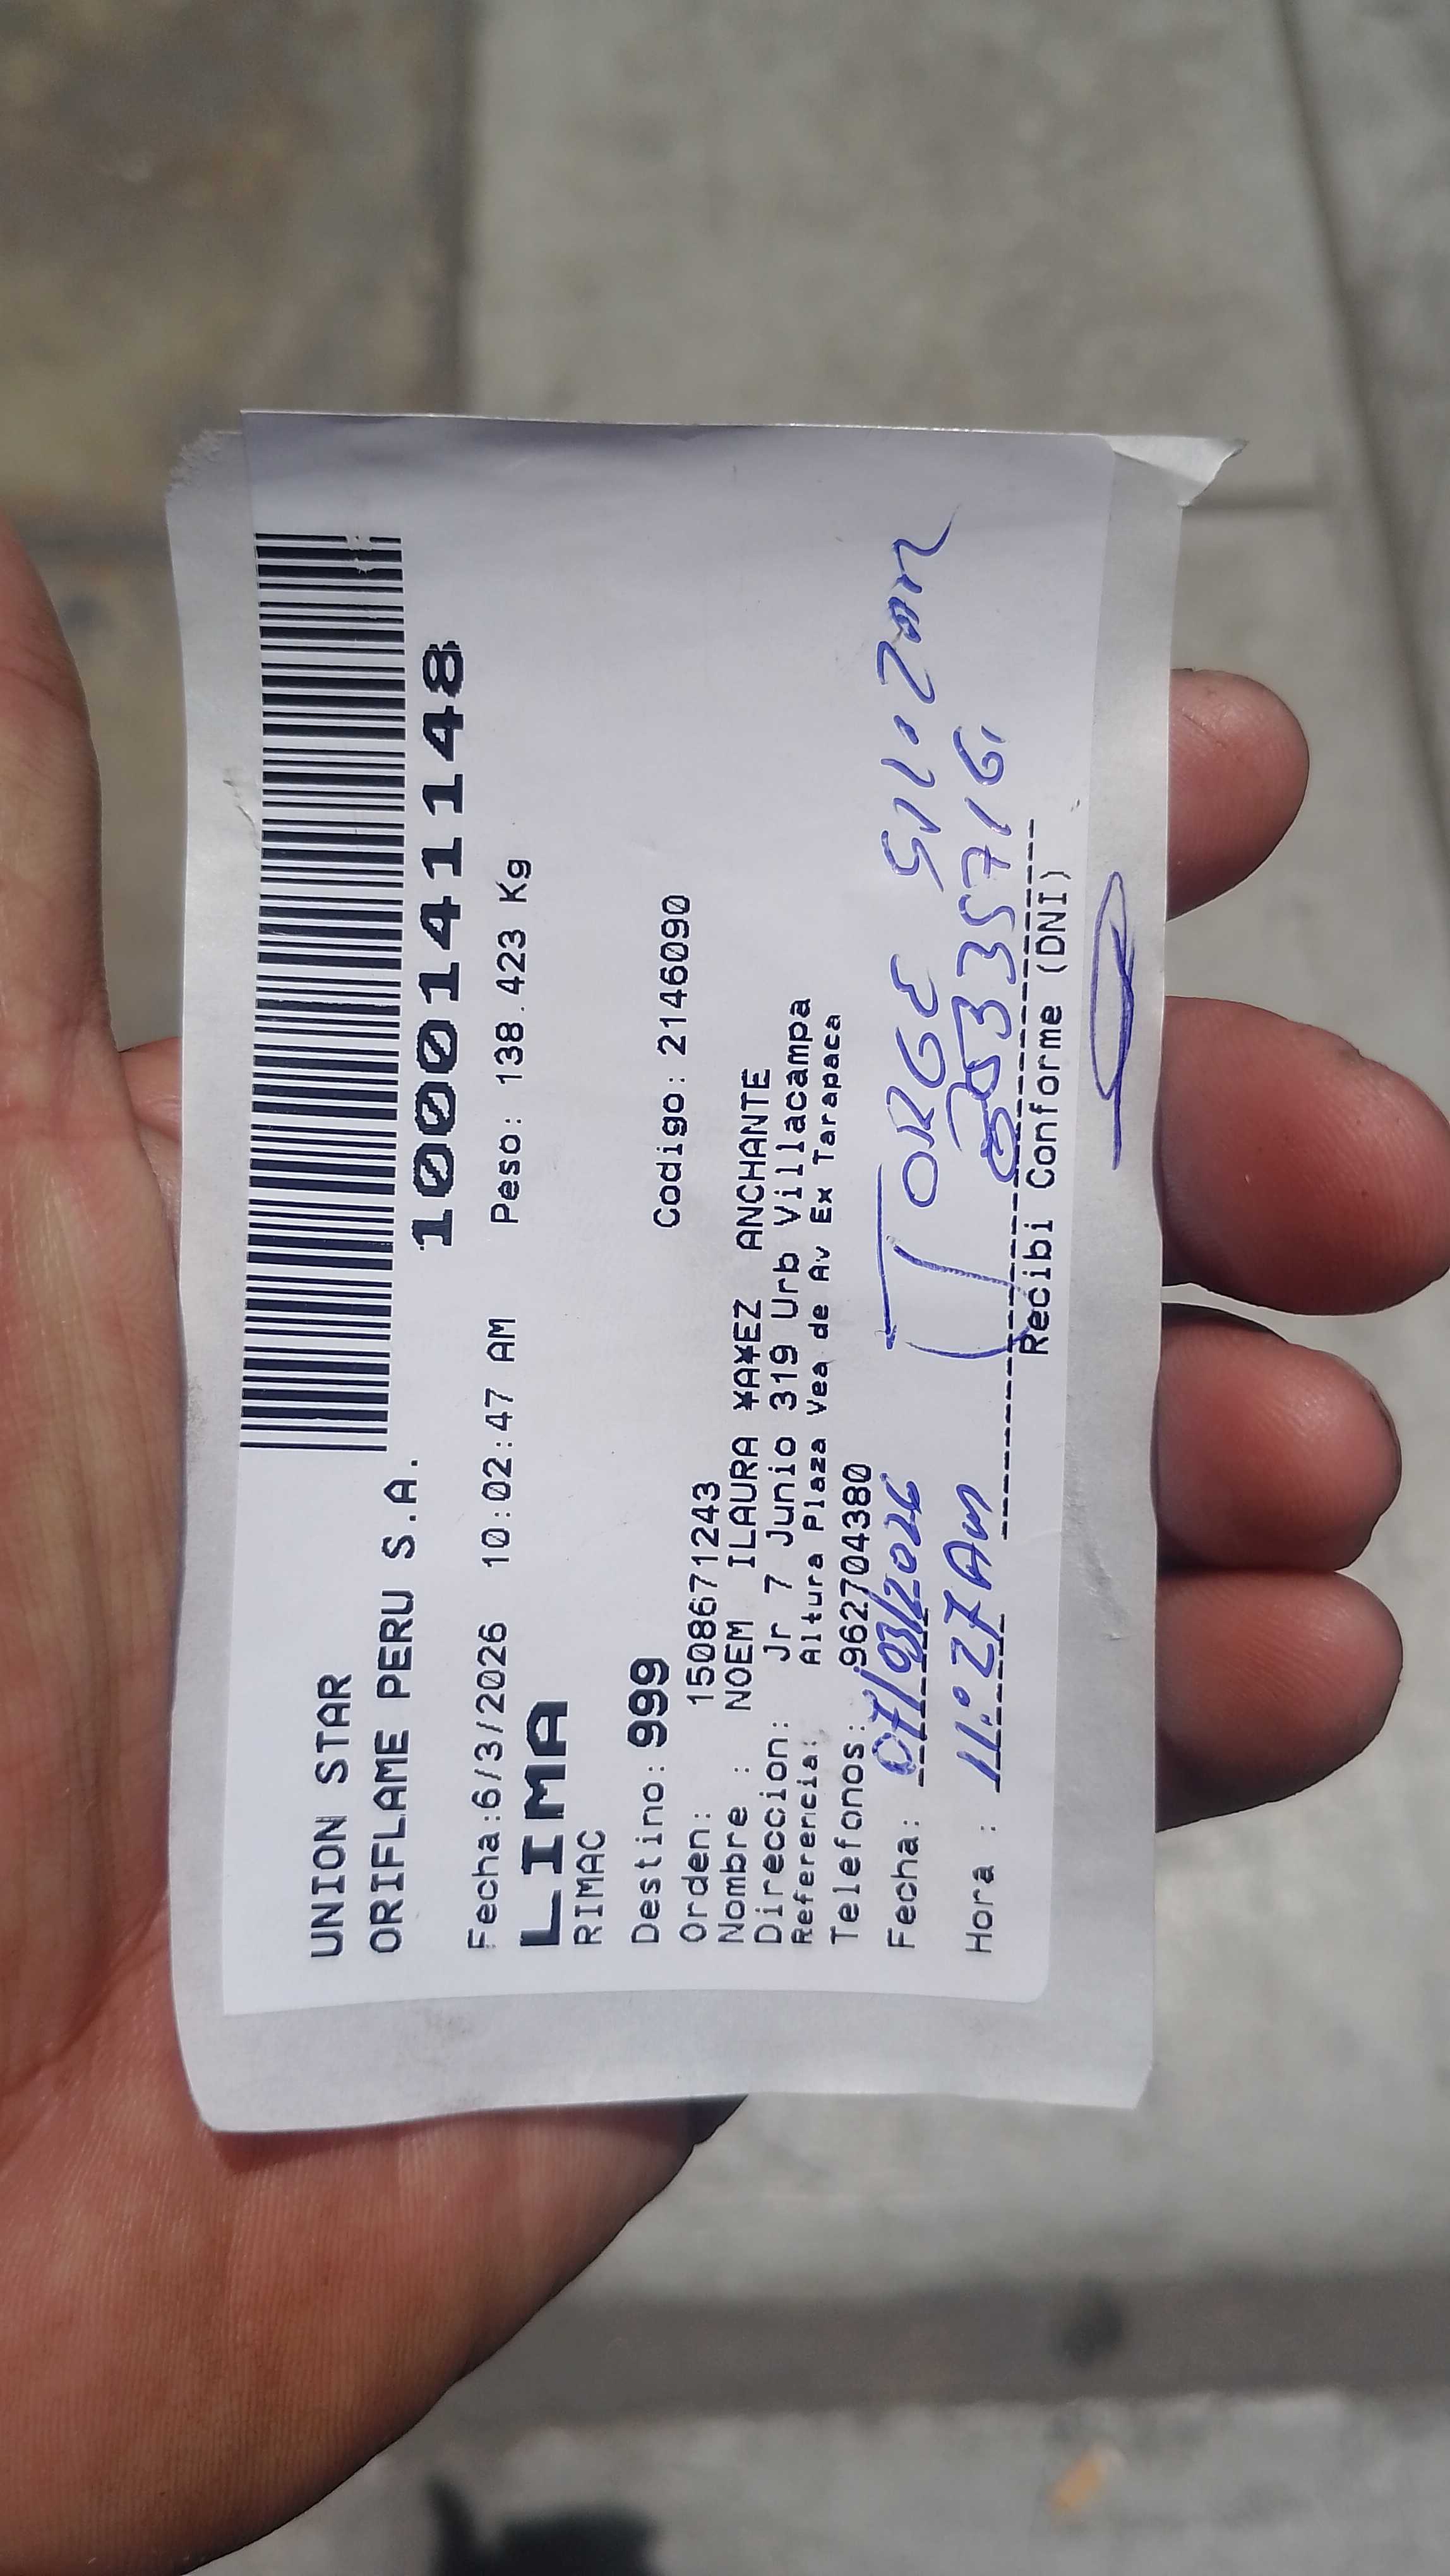 UNION STAR
ORIFLAME PERU S.A.
1000141148
Fecha:6/3/2026 10:02:47 AM Peso: 138.423 Kg
LIMA
RIMAC
Destino: 999 Codigo: 2146090
Orden: 1508671243
Nombre : NOEM ILAURA ¥A¥EZ ANCHANTE
Direccion: Jr 7 Junio 319 Urb Villacampa
Referencia: Altura Plaza Vea de Av Ex Tarapaca
Telefonos: 962704380
Fecha: 07/03/2026 JORGE
Hora : 11:27 AM
Recibi Conforme (DNI)